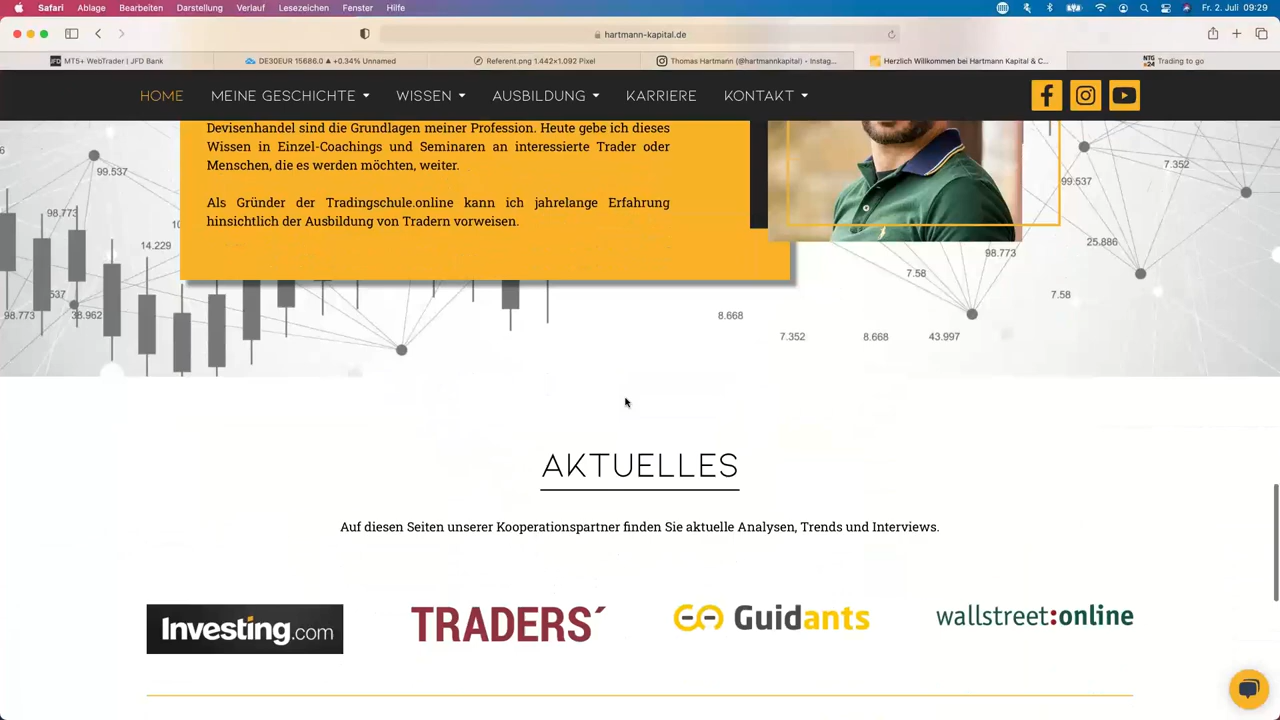 Safari Ablage Bearbeiten Darstellung Verlauf Lesezeichen Fenster Hilfe Fr. 2. Juli 09:29
hartmann-kapital.de
MT5+ WebTrader | JFD Bank
DE30EUR 15686.0 ▲ +0.34% Unnamed
Referent.png 1.442×1.092 Pixel
Thomas Hartmann (@hartmannkapital) - Instag...
Herzlich Willkommen bei Hartmann Kapital & C...
NTG 24 Trading to go
HOME MEINE GESCHICHTE WISSEN AUSBILDUNG KARRIERE KONTAKT
Devisenhandel sind die Grundlagen meiner Profession. Heute gebe ich dieses
Wissen in Einzel-Coachings und Seminaren an interessierte Trader oder
Menschen, die es werden möchten, weiter.
Als Gründer der Tradingschule.online kann ich jahrelange Erfahrung
hinsichtlich der Ausbildung von Tradern vorweisen.
99.537
98.773
14.229
98.773
38.962
8.668
7.352
99.537
25.886
98.773
7.58
7.58
7.352
8.668
43.997
AKTUELLES
Auf diesen Seiten unserer Kooperationspartner finden Sie aktuelle Analysen, Trends und Interviews.
Investing.com
TRADERS´
Guidants
wallstreet:online